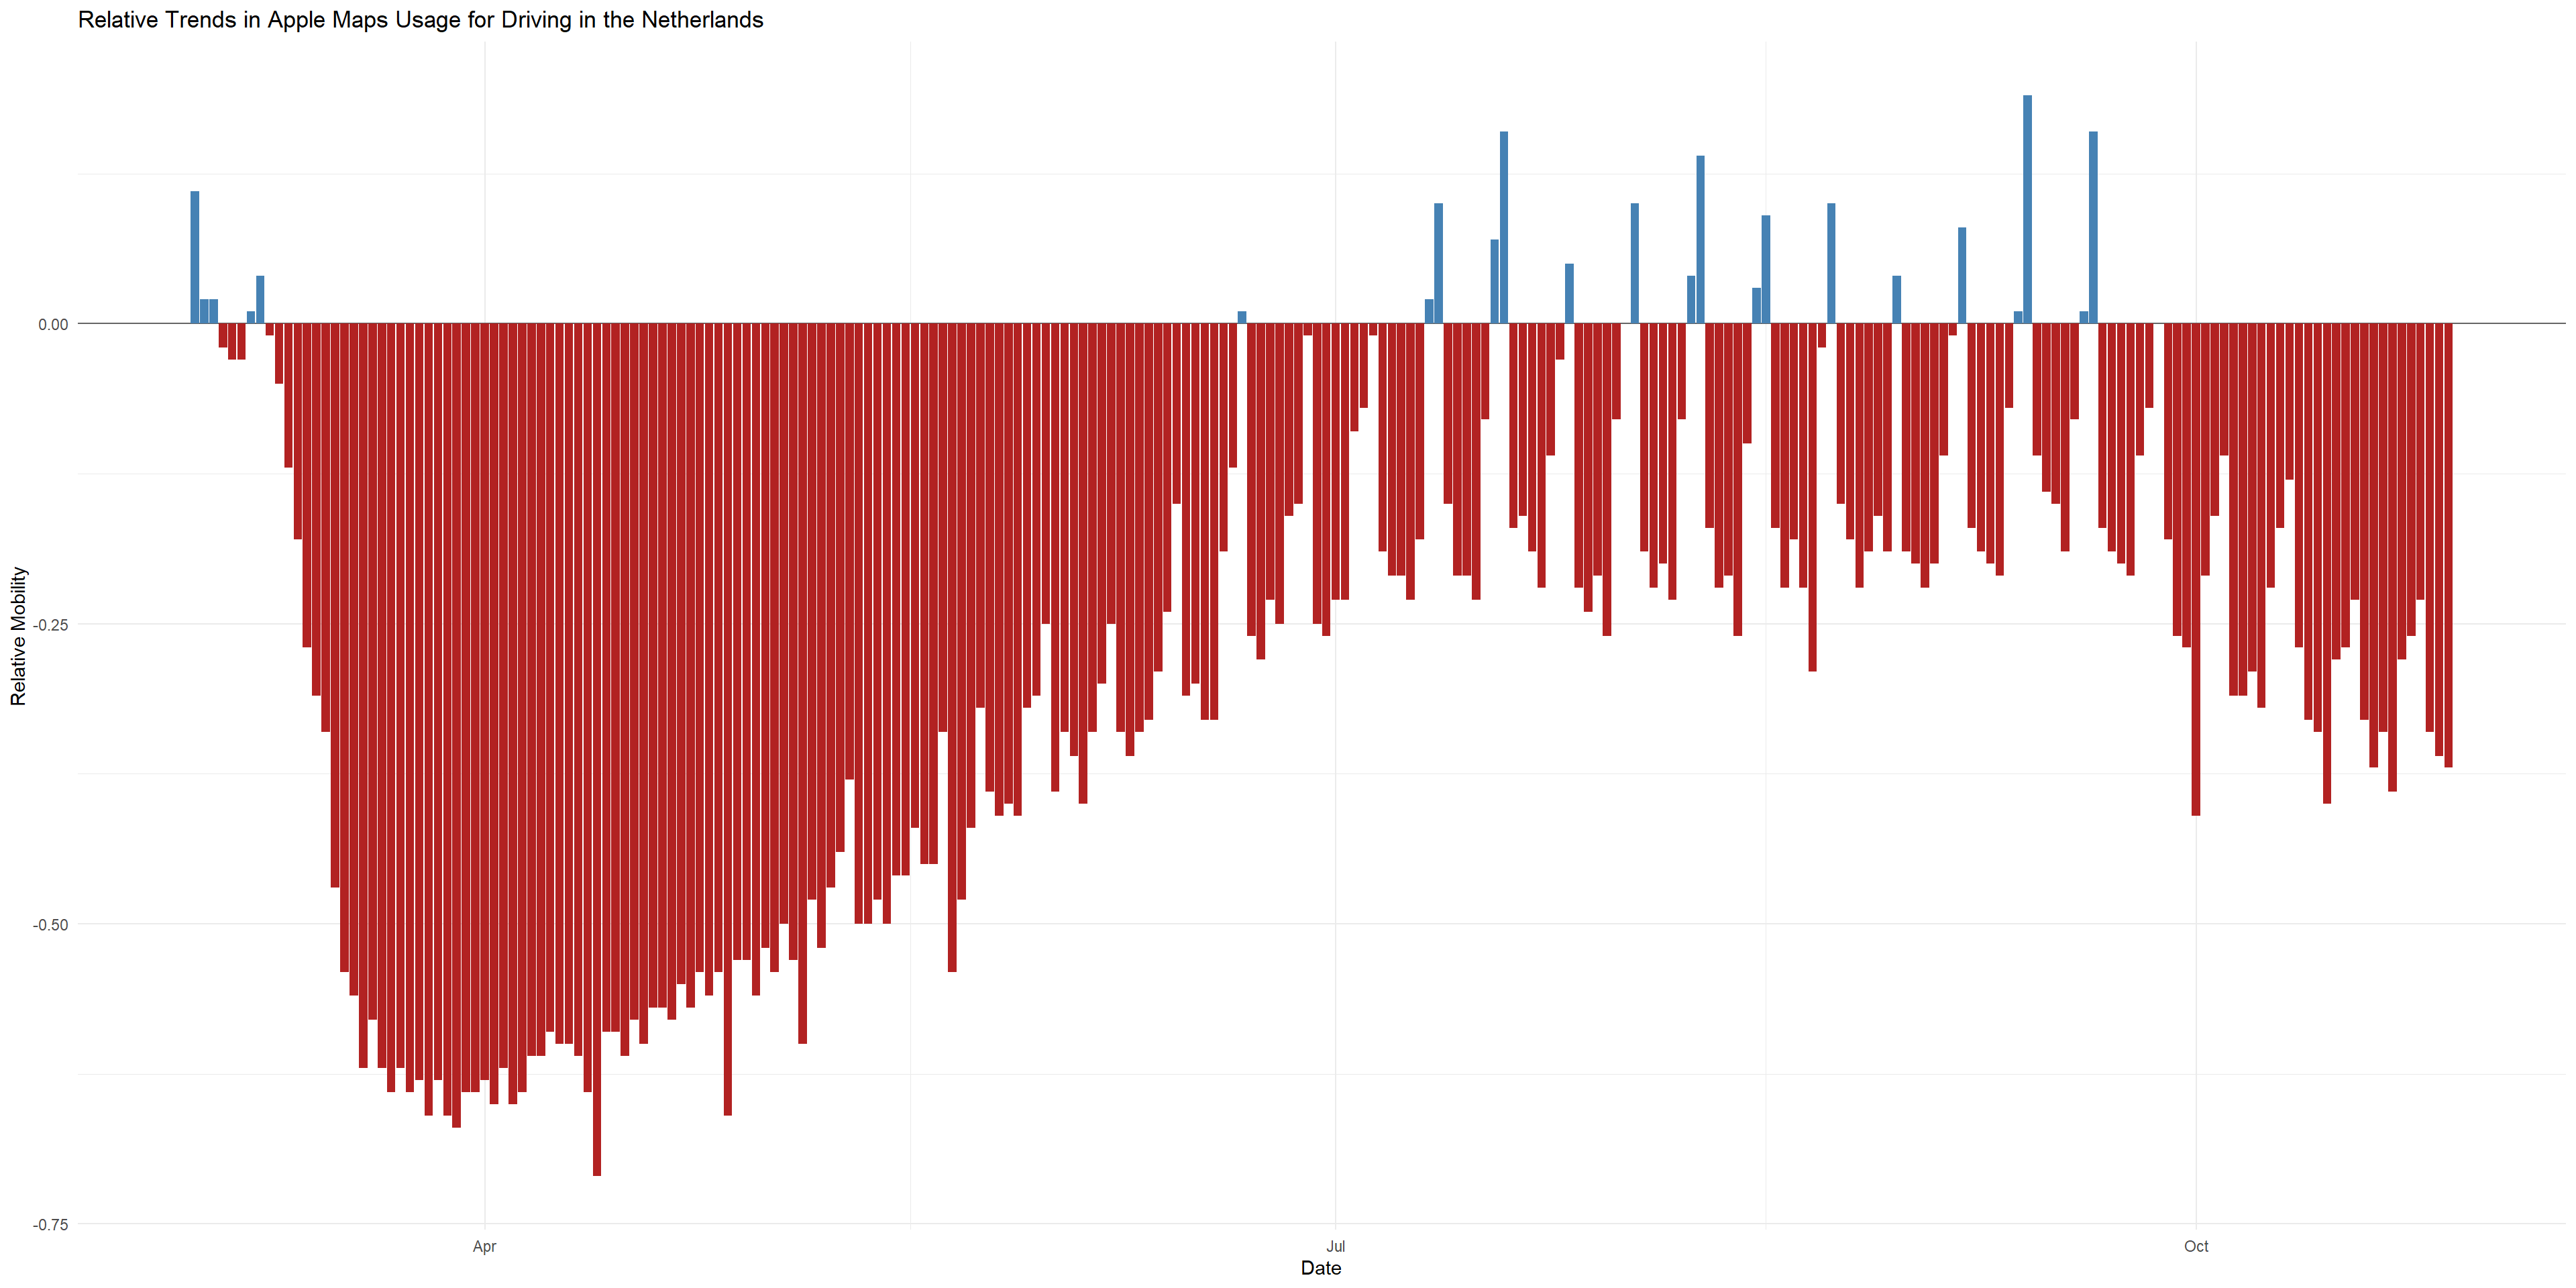 Relative Trends in Apple Maps Usage for Driving in the Netherlands
Relative Mobility
0.00
-0.25
-0.50
-0.75
Apr
Jul
Oct
Date